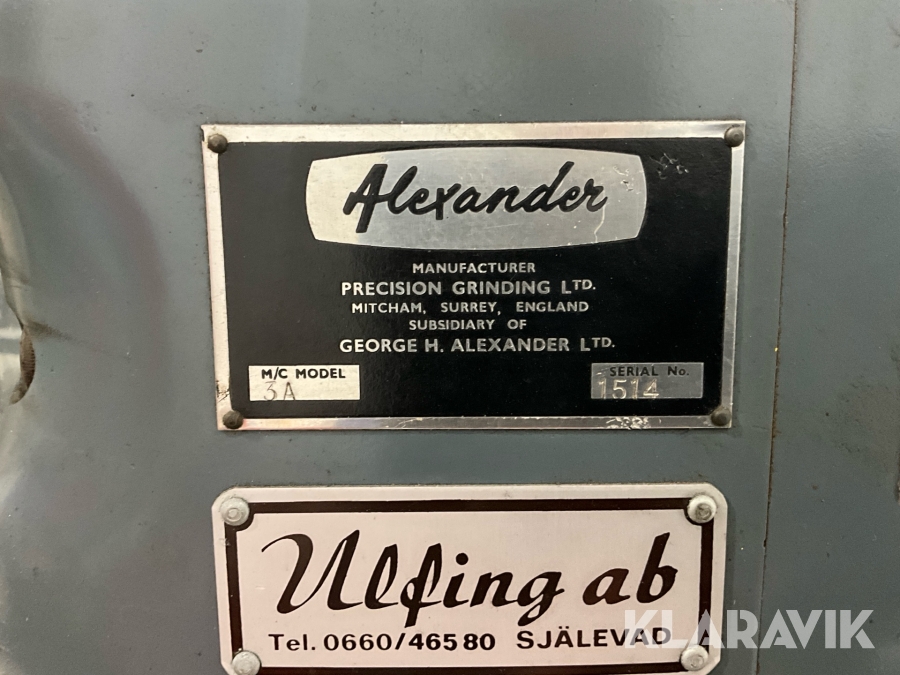 Alexander
MANUFACTURER
PRECISION GRINDING LTD.
MITCHAM, SURREY, ENGLAND
SUBSIDIARY OF
GEORGE H. ALEXANDER LTD.
M/C MODEL
3A
SERIAL No.
1514
Ulfing ab
Tel. 0660/46580 SJÄLEVAD
KLARAVIK